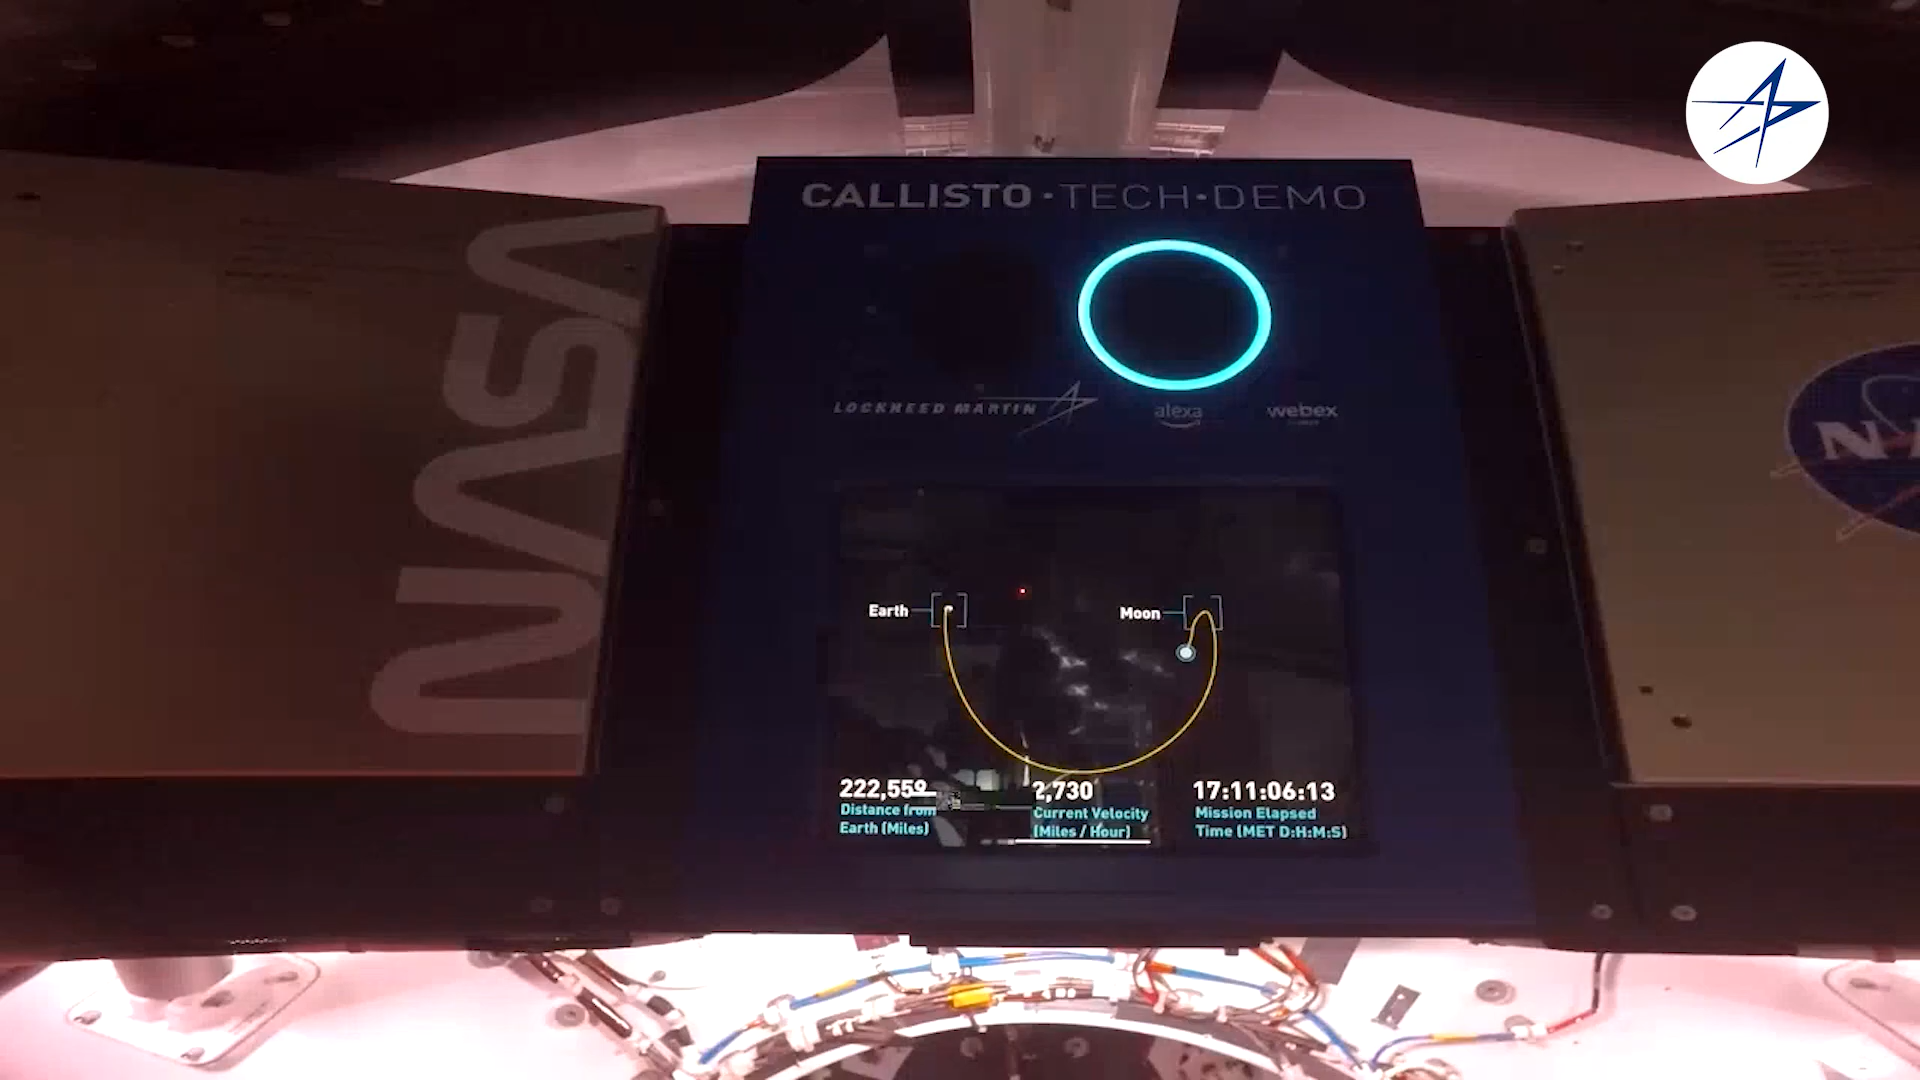 CALLISTO·TECH·DEMO
NASA
LOCKHEED MARTIN
alexa
webex
Earth
Moon
222,559
Distance from
Earth (Miles)
2,730
Current Velocity
(Miles / Hour)
17:11:06:13
Mission Elapsed
Time (MET D:H:M:S)